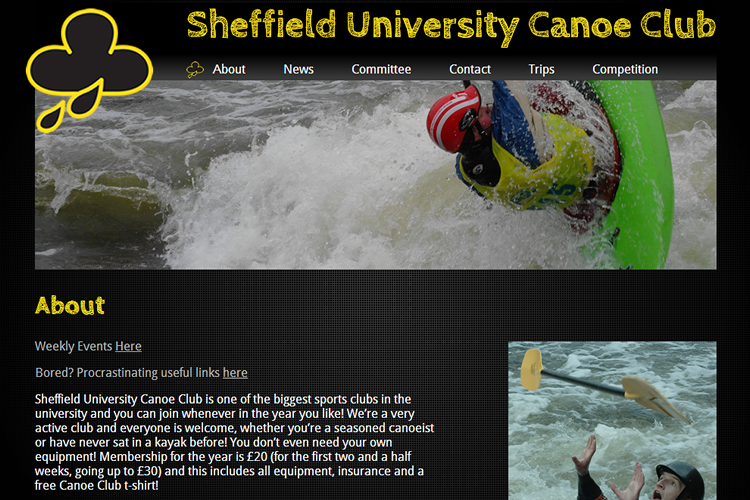 Sheffield University Canoe Club
About News Committee Contact Trips Competition
About
Weekly Events Here
Bored? Procrastinating useful links here
Sheffield University Canoe Club is one of the biggest sports clubs in the
university and you can join whenever in the year you like! We're a very
active club and everyone is welcome, whether you're a seasoned canoeist
or have never sat in a kayak before! You don't even need your own
equipment! Membership for the year is £20 (for the first two and a half
weeks, going up to £30) and this includes all equipment, insurance and a
free Canoe Club t-shirt!